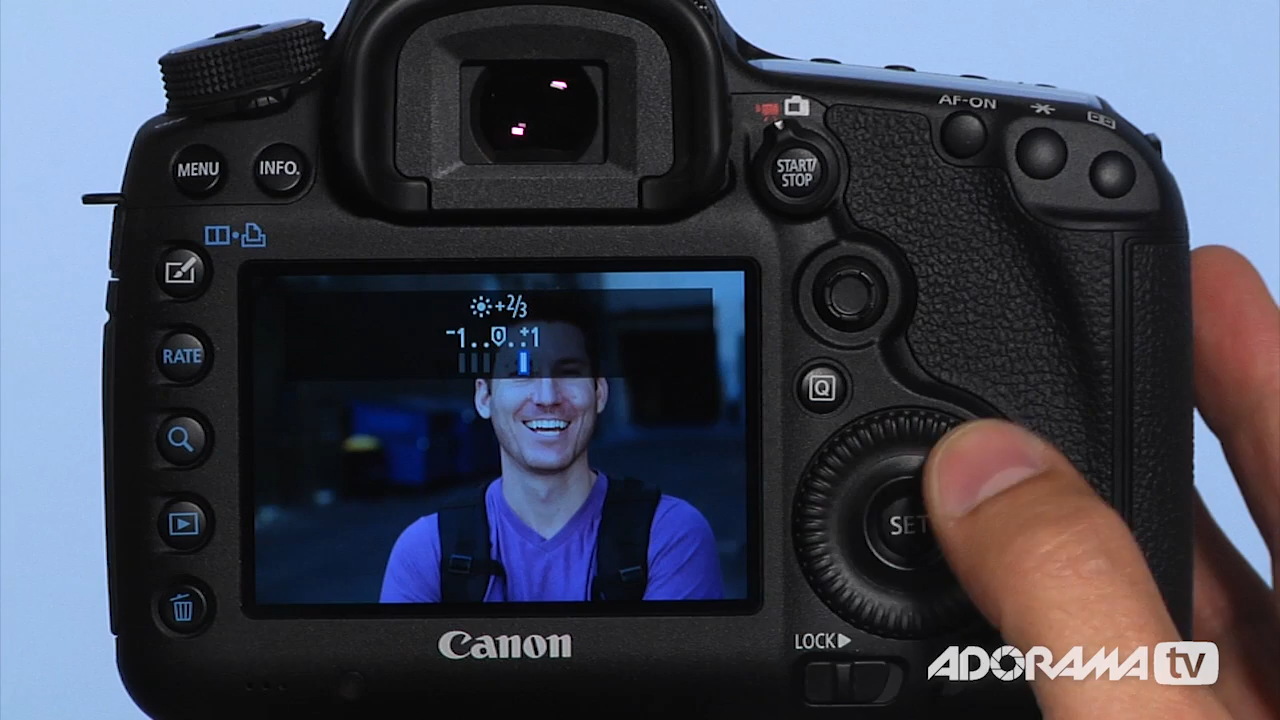 AF-ON
MENU
INFO.
START/
STOP
+2/3
-1..0..+1
RATE
Q
SET
Canon
LOCK
ADORAMA tv